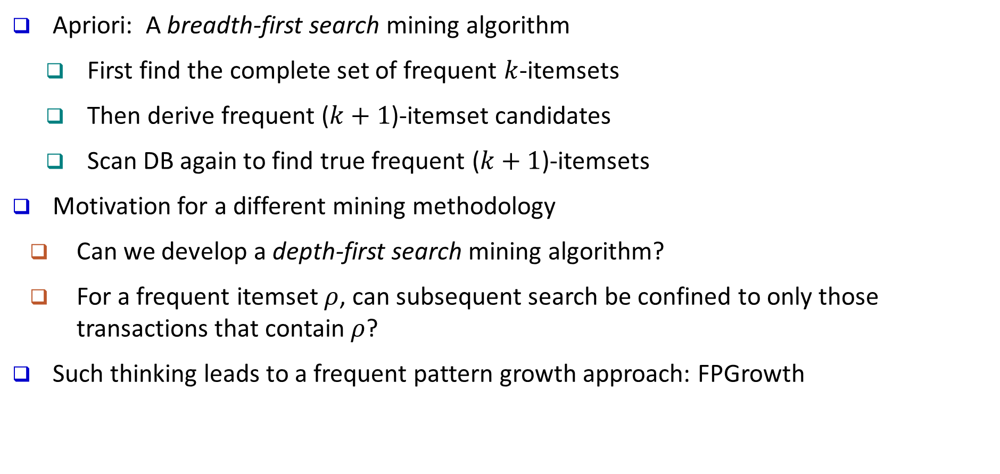 Apriori: A breadth-first search mining algorithm
First find the complete set of frequent k-itemsets
Then derive frequent (k + 1)-itemset candidates
Scan DB again to find true frequent (k + 1)-itemsets
Motivation for a different mining methodology
Can we develop a depth-first search mining algorithm?
For a frequent itemset ρ, can subsequent search be confined to only those
transactions that contain ρ?
Such thinking leads to a frequent pattern growth approach: FPGrowth